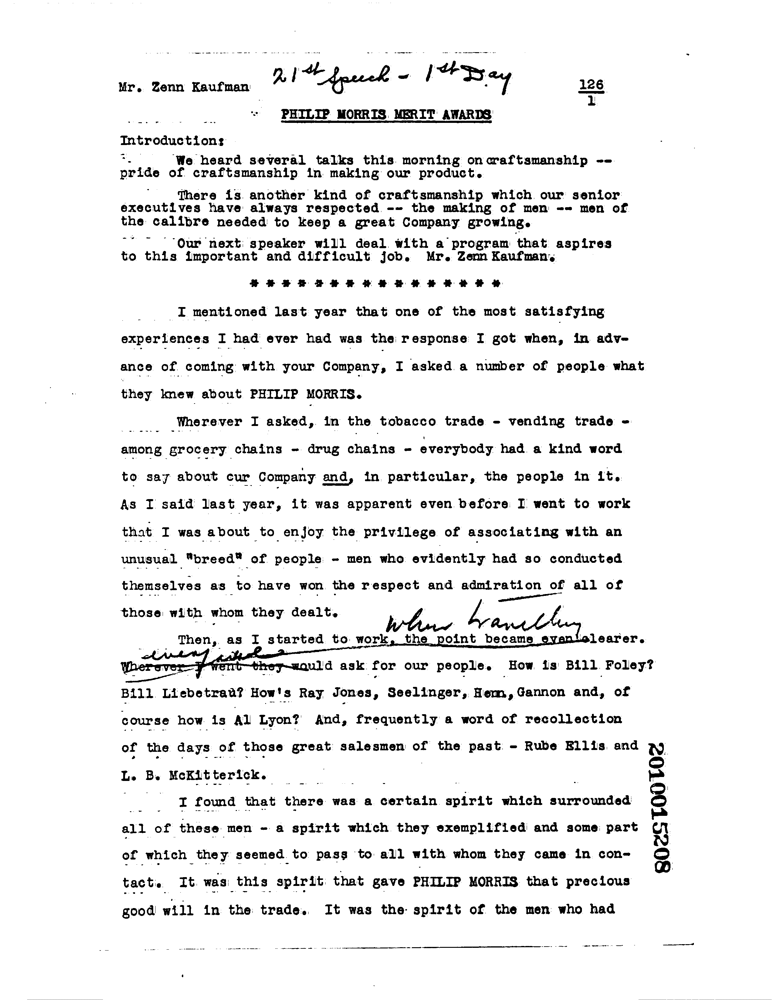 Mr. Zenn Kaufman 21st Speech - 1st Day 126
1
PHILIP MORRIS MERIT AWARDS
Introduction:
We heard several talks this morning on craftsmanship --
pride of craftsmanship in making our product.
There is another kind of craftsmanship which our senior
executives have always respected -- the making of men -- men of
the calibre needed to keep a great Company growing.
Our next speaker will deal with a program that aspires
to this important and difficult job. Mr. Zenn Kaufman.
* * * * * * * * * * * * * * * *
I mentioned last year that one of the most satisfying
experiences I had ever had was the response I got when, in adv-
ance of coming with your Company, I asked a number of people what
they knew about PHILIP MORRIS.
Wherever I asked, in the tobacco trade - vending trade -
among grocery chains - drug chains - everybody had a kind word
to say about cur Company and, in particular, the people in it.
As I said last year, it was apparent even before I went to work
that I was about to enjoy the privilege of associating with an
unusual "breed" of people - men who evidently had so conducted
themselves as to have won the respect and admiration of all of
those with whom they dealt.
when travelling
Then, as I started to work, the point became even clearer.
Wherever I went they would ask for our people. How is Bill Foley?
Bill Liebetrau? How's Ray Jones, Seelinger, Hem, Gannon and, of
course how is Al Lyon? And, frequently a word of recollection
of the days of those great salesmen of the past - Rube Ellis and
L. B. McKitterick.
I found that there was a certain spirit which surrounded
all of these men - a spirit which they exemplified and some part
of which they seemed to pass to all with whom they came in con-
tact. It was this spirit that gave PHILIP MORRIS that precious
good will in the trade. It was the spirit of the men who had
2010015208